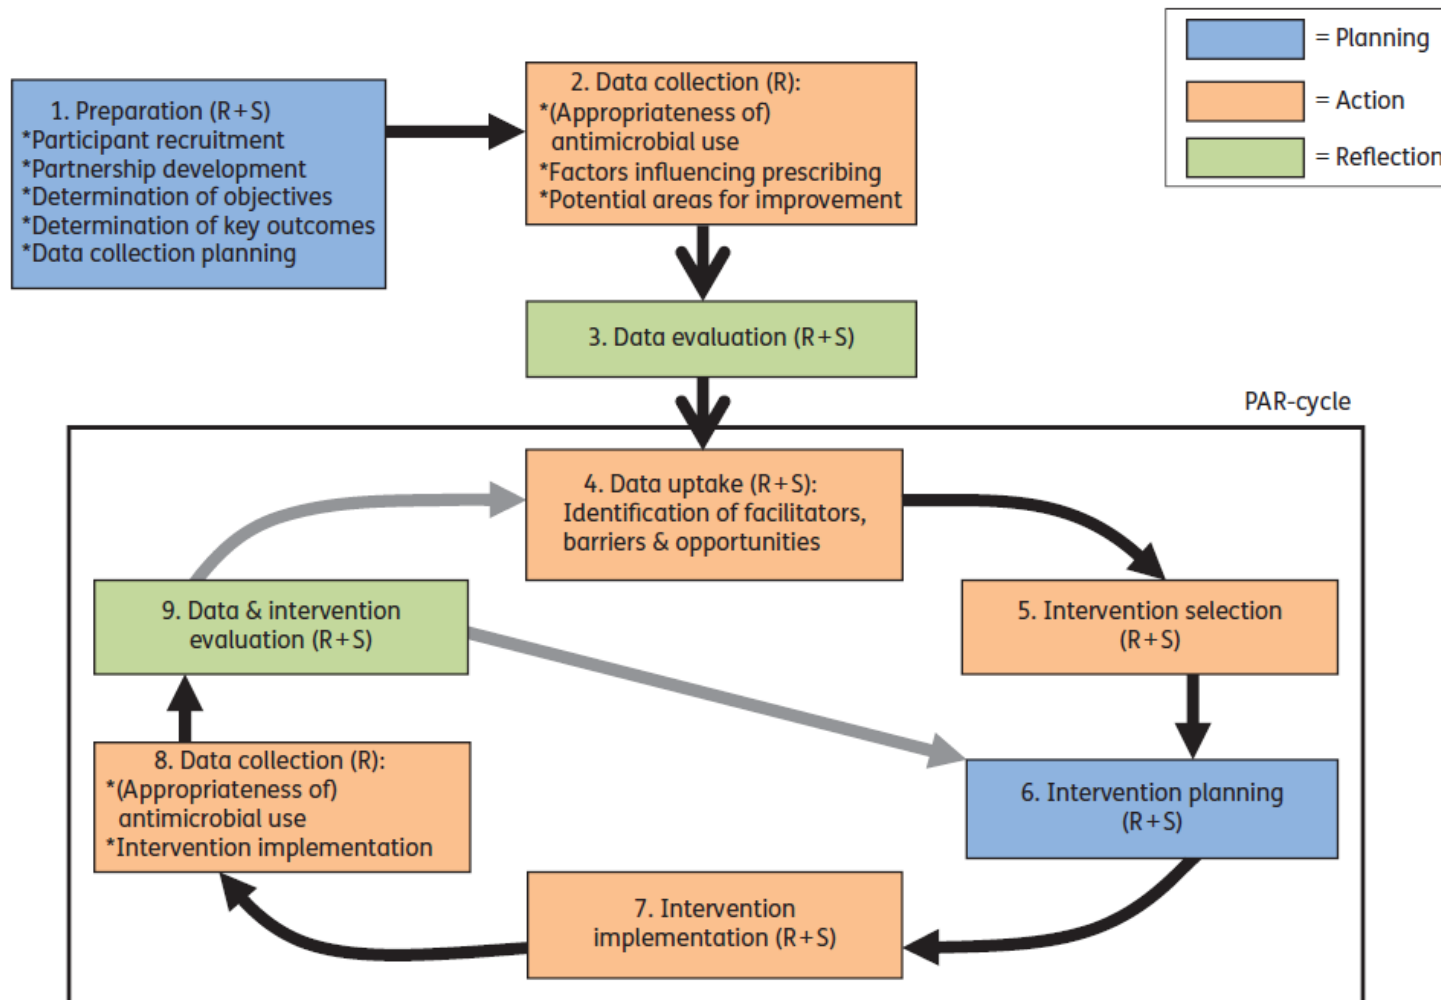 = Planning
= Action
= Reflection
1. Preparation (R+S)
*Participant recruitment
*Partnership development
*Determination of objectives
*Determination of key outcomes
*Data collection planning
2. Data collection (R):
*(Appropriateness of)
antimicrobial use
*Factors influencing prescribing
*Potential areas for improvement
3. Data evaluation (R+S)
PAR-cycle
4. Data uptake (R+S):
Identification of facilitators,
barriers & opportunities
5. Intervention selection
(R+S)
6. Intervention planning
(R+S)
7. Intervention
implementation (R+S)
8. Data collection (R):
*(Appropriateness of)
antimicrobial use
*Intervention implementation
9. Data & intervention
evaluation (R+S)